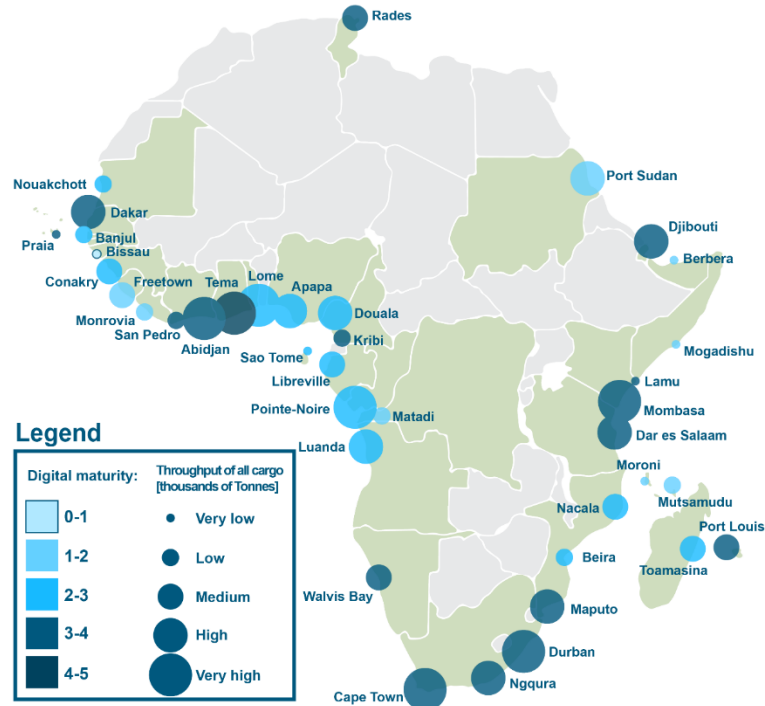 Rades
Port Sudan
Nouakchott
Dakar
Djibouti
Praia
Banjul
Bissau
Berbera
Conakry
Freetown
Tema
Lome
Apapa
Monrovia
Douala
San Pedro
Kribi
Abidjan
Sao Tome
Mogadishu
Libreville
Lamu
Pointe-Noire
Matadi
Mombasa
Dar es Salaam
Luanda
Moroni
Mutsamudu
Nacala
Port Louis
Beira
Toamasina
Walvis Bay
Maputo
Durban
Ngqura
Cape Town
Legend
Digital maturity:
0-1
1-2
2-3
3-4
4-5
Throughput of all cargo
[thousands of Tonnes]
Very low
Low
Medium
High
Very high